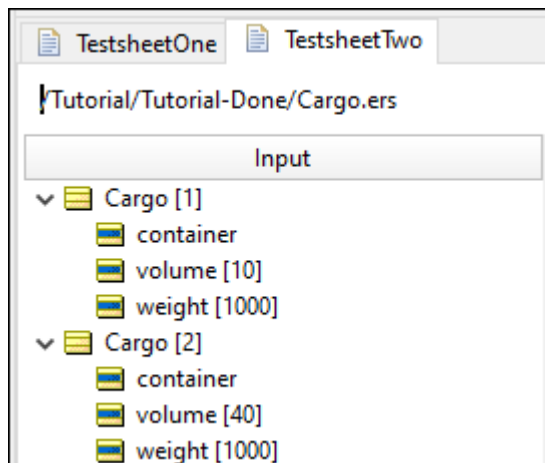 TestsheetOne TestsheetTwo
/Tutorial/Tutorial-Done/Cargo.ers
Input
Cargo [1]
container
volume [10]
weight [1000]
Cargo [2]
container
volume [40]
weight [1000]